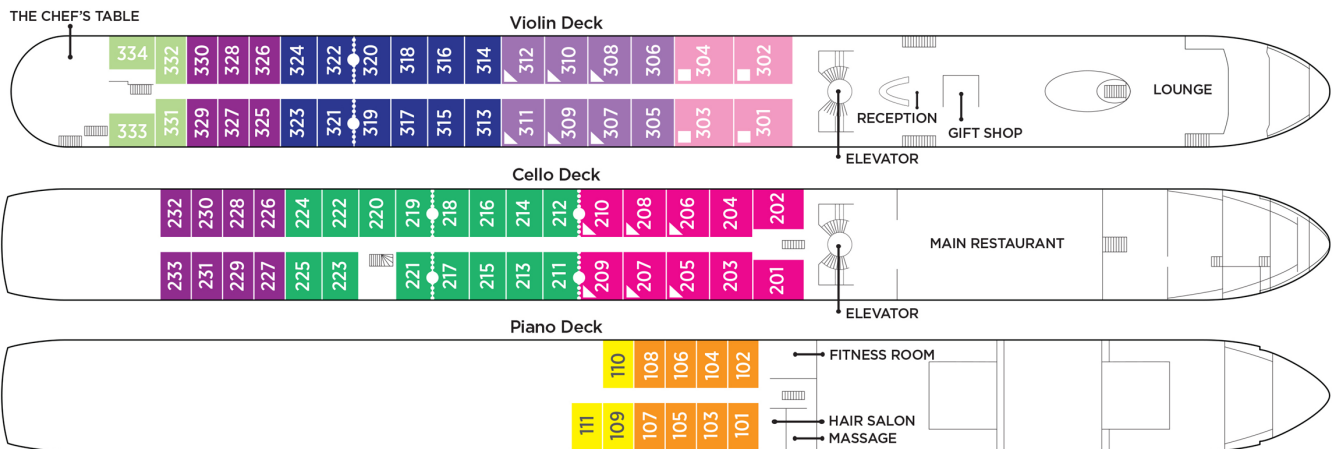 THE CHEF'S TABLE
Violin Deck
334 332 330 328 326 324 322 320 318 316 314 312 310 308 306 304 302
333 331 329 327 325 323 321 319 317 315 313 311 309 307 305 303 301
LOUNGE
RECEPTION
GIFT SHOP
ELEVATOR
Cello Deck
232 230 228 226 224 222 220 219 218 216 214 212 210 208 206 204 202
233 231 229 227 225 223 221 217 215 213 211 209 207 205 203 201
MAIN RESTAURANT
ELEVATOR
Piano Deck
110 108 106 104 102
111 109 107 105 103 101
FITNESS ROOM
HAIR SALON
MASSAGE